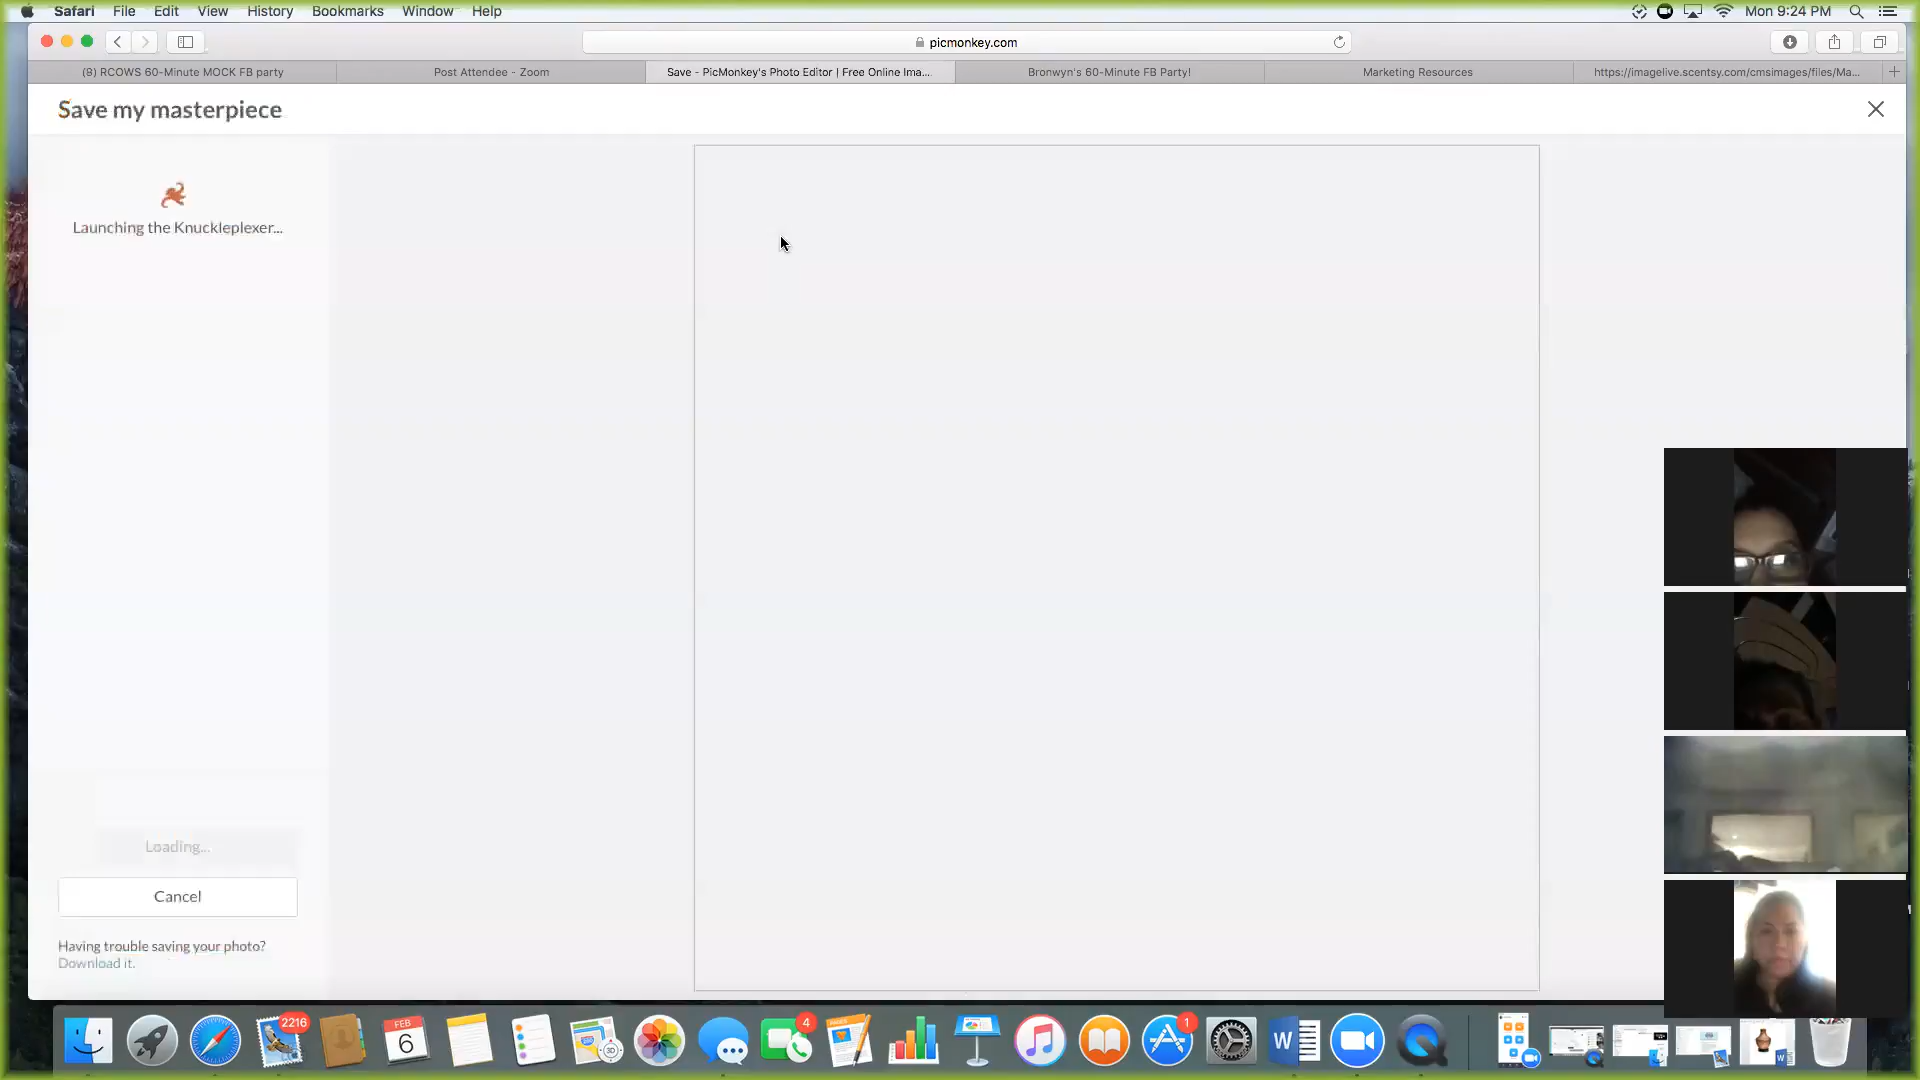 Safari File Edit View History Bookmarks Window Help Mon 9:24 PM
picmonkey.com
(9) RCOWS 60-Minute MOCK FB party Post Attendee - Zoom Save - PicMonkey's Photo Editor | Free Online Ima... Bronwyn's 60-Minute FB Party! Marketing Resources https://imagelive.scentsy.com/cmsimages/files/Ma...
Save my masterpiece
Launching the Knuckleplexer...
Loading...
Cancel
Having trouble saving your photo?
Download it.
2216 FEB 6 3D 4 1 W